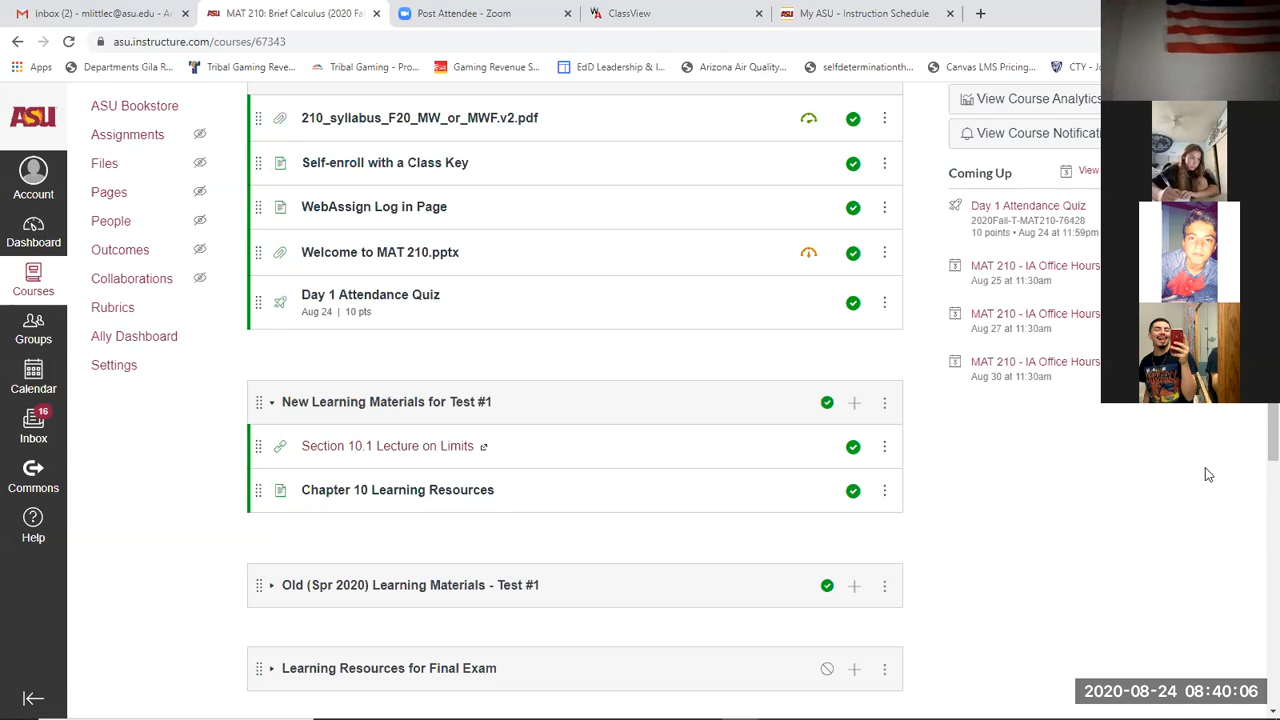 Inbox (2) - mlittlec@asu.edu - Ar
MAT 210: Brief Calculus (2020 Fal
Post Attendee - Zoom
ClassView
My ASU - Instruction Schedule
asu.instructure.com/courses/67343
Apps
Departments Gila R...
Tribal Gaming Reve...
Tribal Gaming - Pro...
Gaming Revenue S...
EdD Leadership & I...
Arizona Air Quality,...
selfdeterminationth...
Canvas LMS Pricing,...
CTY - Jo
ASU
Account
Dashboard
Courses
Groups
Calendar
16
Inbox
Commons
Help
ASU Bookstore
Assignments
Files
Pages
People
Outcomes
Collaborations
Rubrics
Ally Dashboard
Settings
210_syllabus_F20_MW_or_MWF.v2.pdf
Self-enroll with a Class Key
WebAssign Log in Page
Welcome to MAT 210.pptx
Day 1 Attendance Quiz
Aug 24 | 10 pts
New Learning Materials for Test #1
Section 10.1 Lecture on Limits
Chapter 10 Learning Resources
Old (Spr 2020) Learning Materials - Test #1
Learning Resources for Final Exam
View Course Analytics
View Course Notificati
Coming Up
View
Day 1 Attendance Quiz
2020Fall-T-MAT210-76428
10 points • Aug 24 at 11:59pm
MAT 210 - IA Office Hours
Aug 25 at 11:30am
MAT 210 - IA Office Hours
Aug 27 at 11:30am
MAT 210 - IA Office Hours
Aug 30 at 11:30am
2020-08-24 08:40:06